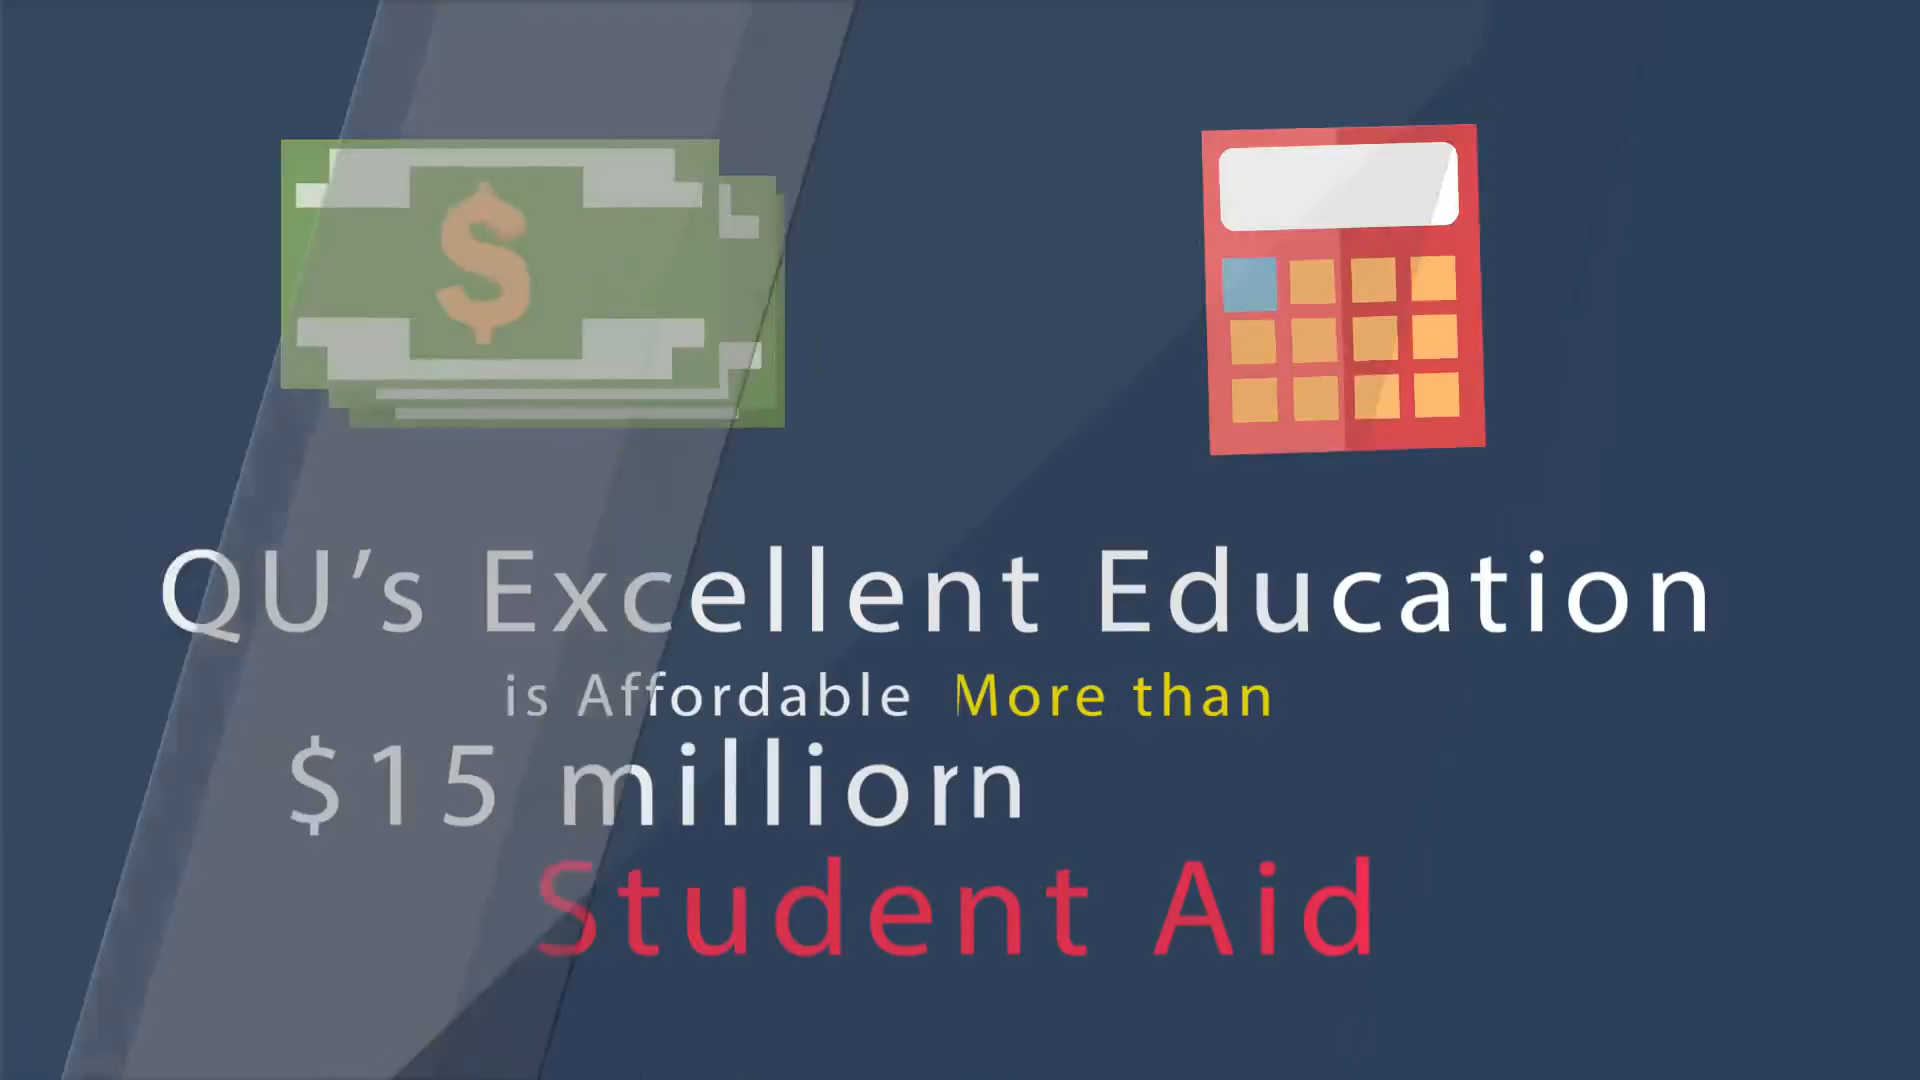 QU’s Excellent Education
is Affordable More than
$15 milliorn
Student Aid